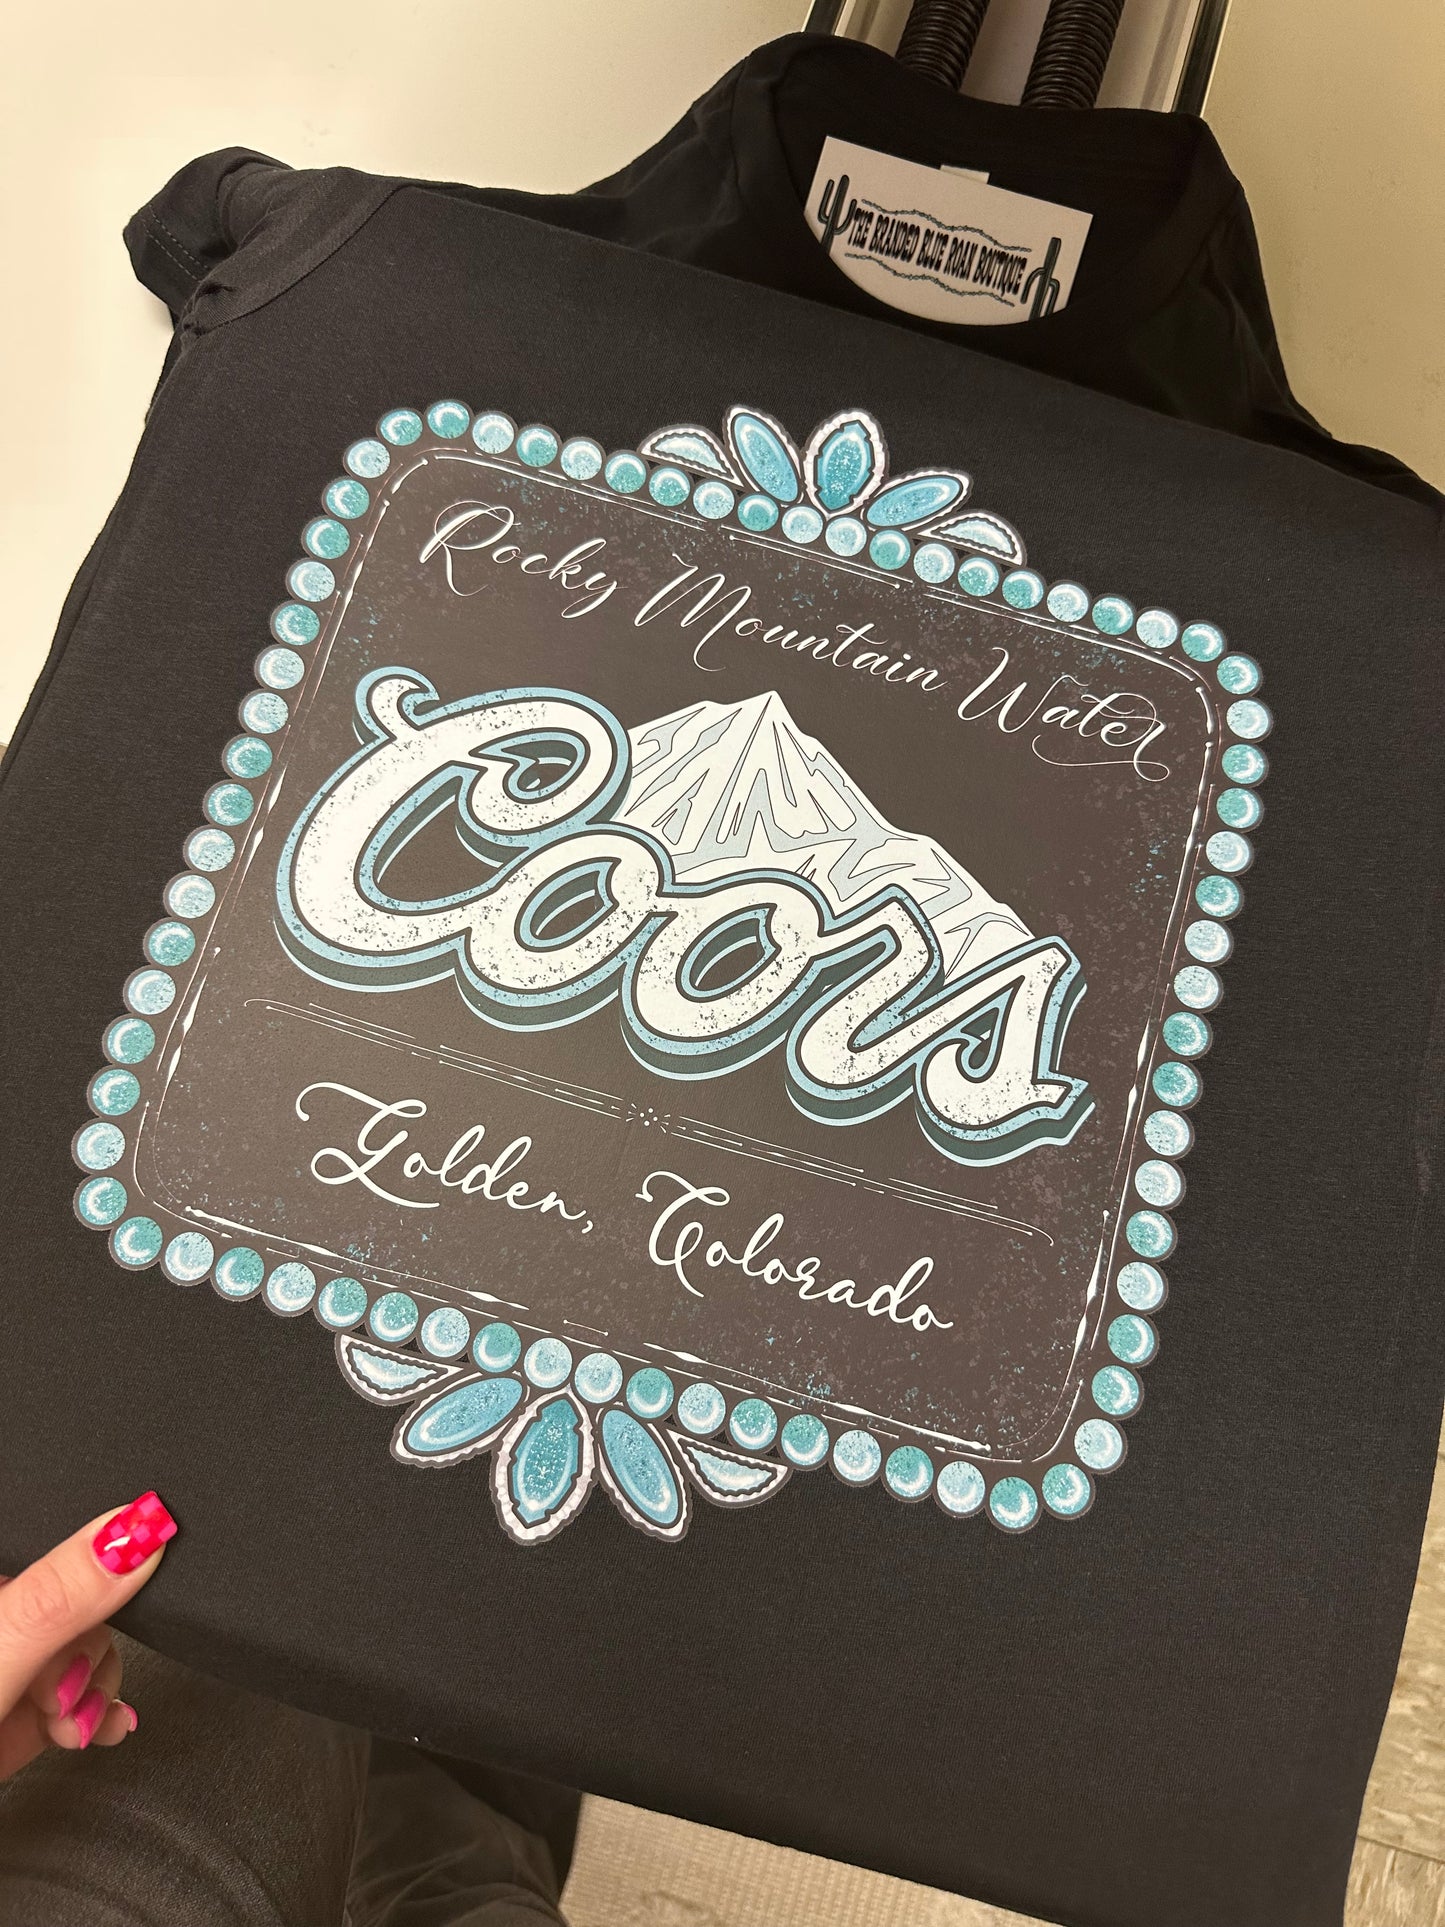 THE BRANDED BLUE ROAN BOUTIQUE
Rocky Mountain Water
Coors
Golden, Colorado